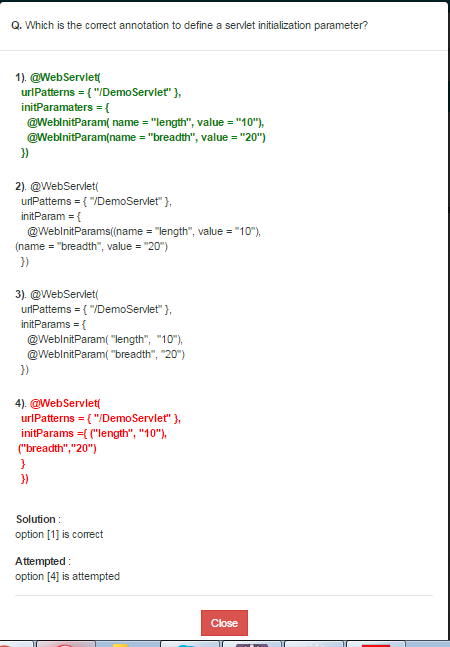 Q. Which is the correct annotation to define a servlet initialization parameter?
1). @WebServlet(
urlPatterns = { "/DemoServlet" },
initParamaters = {
@WebInitParam( name = "length", value = "10"),
@WebInitParam(name = "breadth", value = "20")
})
2). @WebServlet(
urlPatterns = { "/DemoServlet" },
initParam = {
@WebInitParams((name = "length", value = "10"),
(name = "breadth", value = "20")
})
3). @WebServlet(
urlPatterns = { "/DemoServlet" },
initParams = {
@WebInitParam( "length", "10"),
@WebInitParam( "breadth", "20")
})
4). @WebServlet(
urlPatterns = { "/DemoServlet" },
initParams ={ ("length", "10"),
("breadth","20")
}
})
Solution :
option [1] is correct
Attempted :
option [4] is attempted
Close